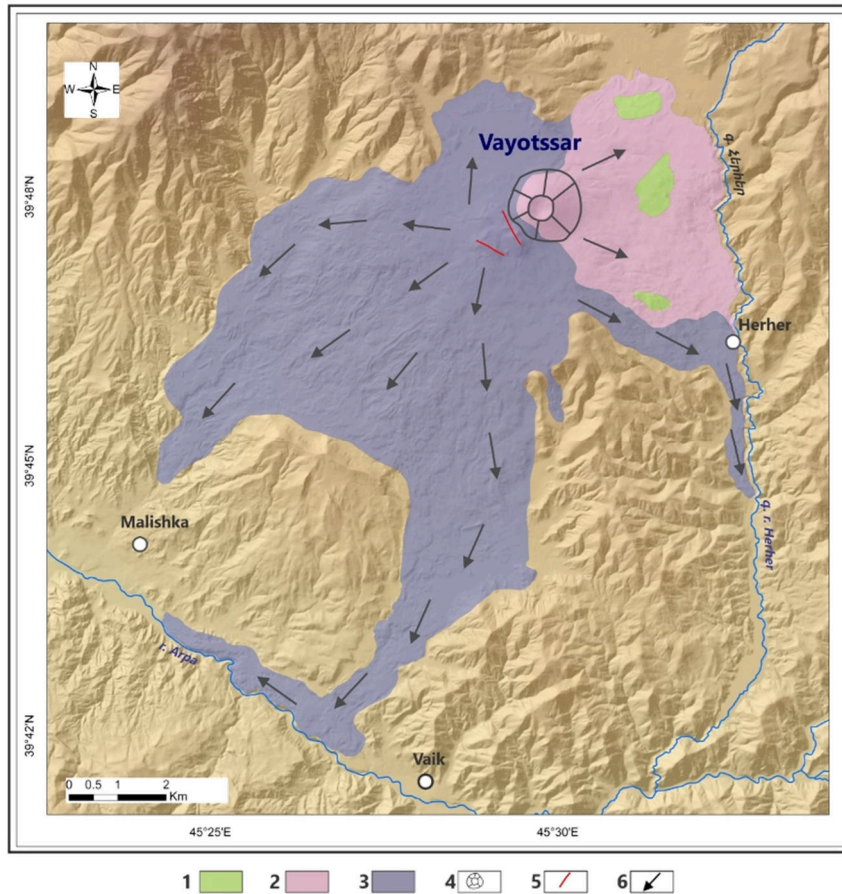 N
W E
S
Vayotssar
գ. Հերհեր
39°48'N
Herher
39°45'N
Malishka
գ. r. Herher
r. Arpa
39°42'N
Vaik
0 0.5 1 2
Km
45°25'E 45°30'E
1 2 3 4 5 6